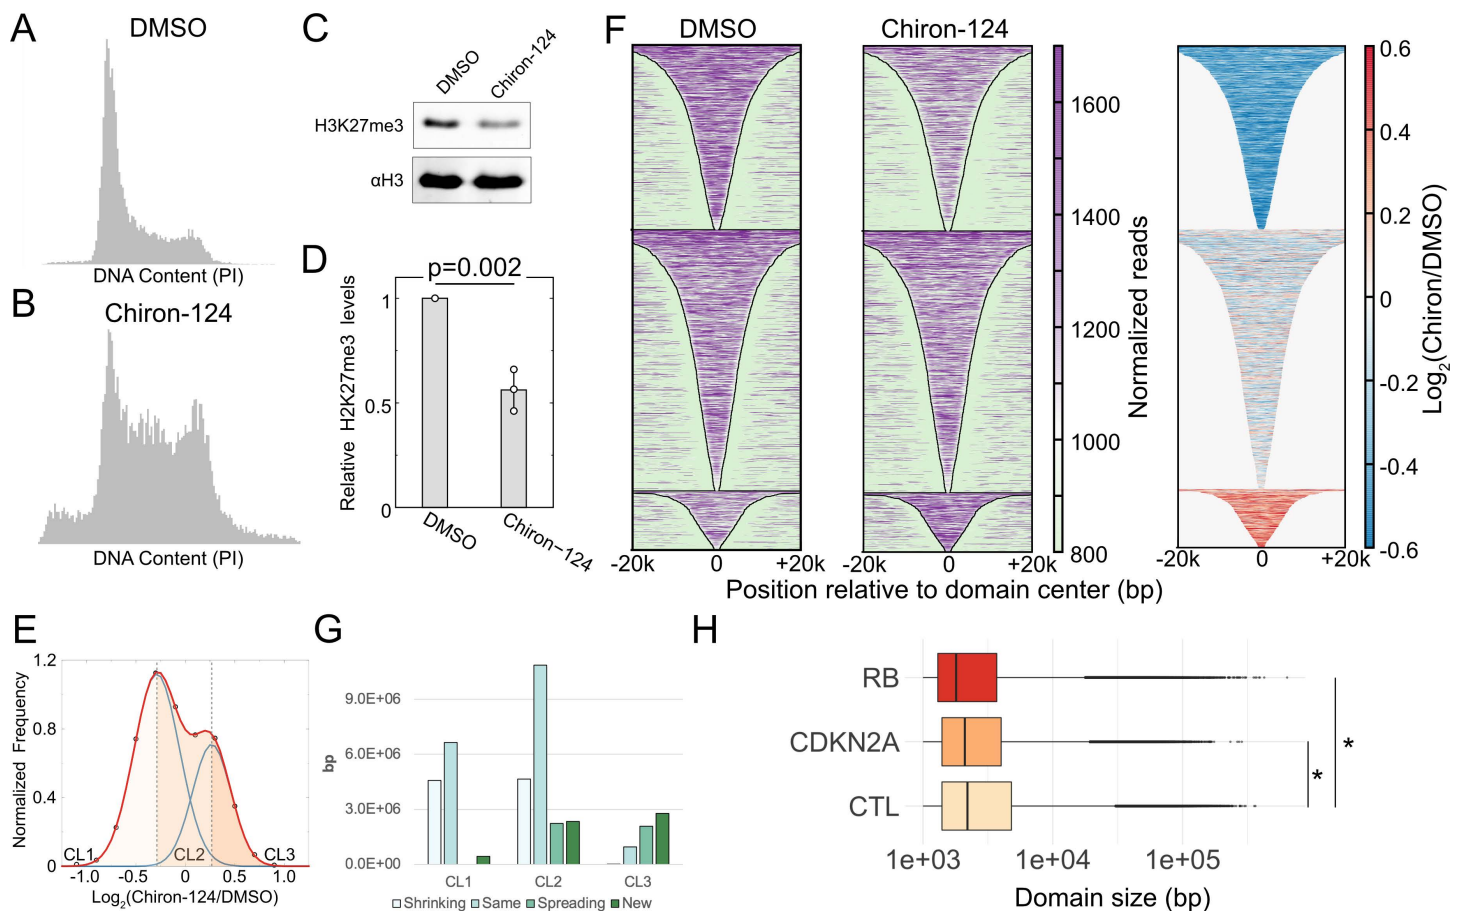 A
DMSO
DNA Content (PI)
B
Chiron-124
DNA Content (PI)
C
DMSO
Chiron-124
H3K27me3
αH3
D
p=0.002
Relative H2K27me3 levels
1
0.5
0
DMSO
Chiron-124
E
Normalized Frequency
1.2
0.8
0.4
0
CL1
CL2
CL3
-1.0
-0.5
0
0.5
1.0
Log2(Chiron-124/DMSO)
F
DMSO
Chiron-124
1600
1400
1200
1000
800
Normalized reads
0.6
0.4
0.2
0
-0.2
-0.4
-0.6
Log2(Chiron/DMSO)
-20k
0
+20k
-20k
0
+20k
-20k
0
+20k
Position relative to domain center (bp)
G
bp
9.0E+06
6.0E+06
3.0E+06
0.0E+00
CL1
CL2
CL3
Shrinking
Same
Spreading
New
H
RB
CDKN2A
CTL
*
*
1e+03
1e+04
1e+05
Domain size (bp)